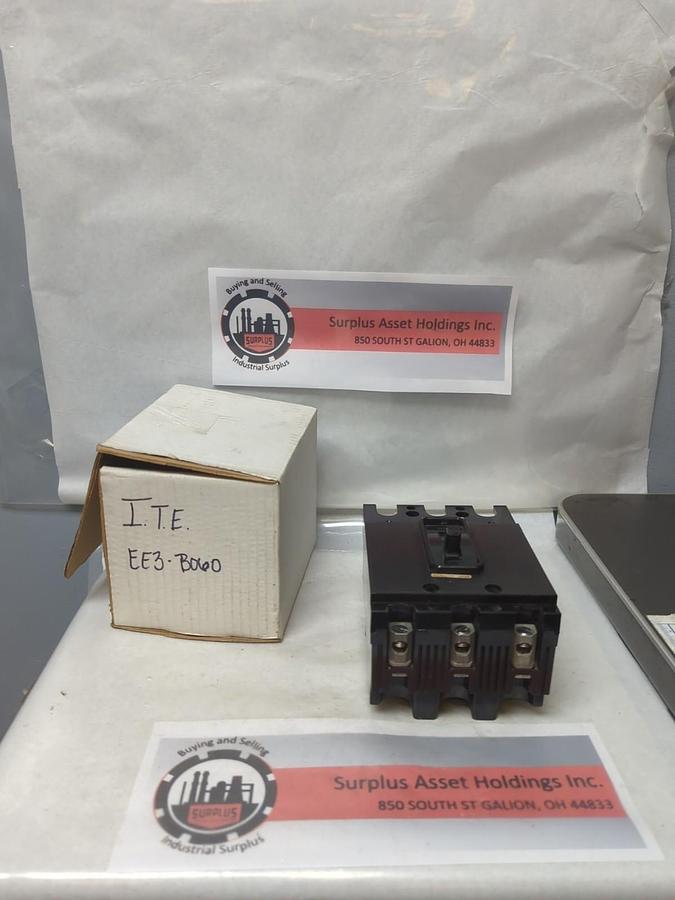 Buying and Selling
SURPLUS
Industrial Surplus
Surplus Asset Holdings Inc.
850 SOUTH ST GALION, OH 44833
I.T.E.
EE3-B060
Buying and Selling
SURPLUS
Industrial Surplus
Surplus Asset Holdings Inc.
850 SOUTH ST GALION, OH 44833